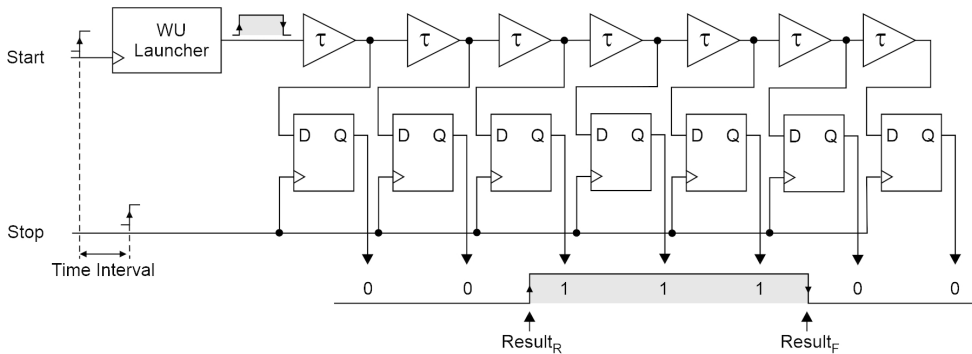 WU
Launcher
Start
τ τ τ τ τ τ τ
D Q D Q D Q D Q D Q D Q D Q
Stop
Time Interval
0 0 1 1 1 0 0
Result_R Result_F